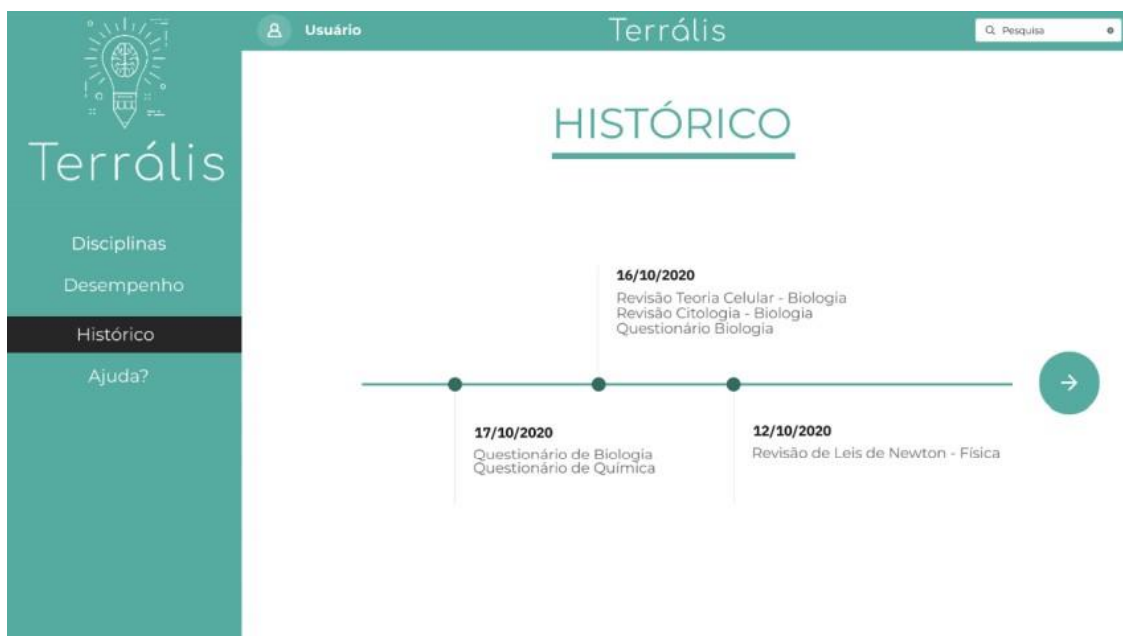 Usuário
Terrális
Pesquisa
Terrális
Disciplinas
Desempenho
Histórico
Ajuda?
HISTÓRICO
16/10/2020
Revisão Teoria Celular - Biologia
Revisão Citologia - Biologia
Questionário Biologia
17/10/2020
Questionário de Biologia
Questionário de Química
12/10/2020
Revisão de Leis de Newton - Física